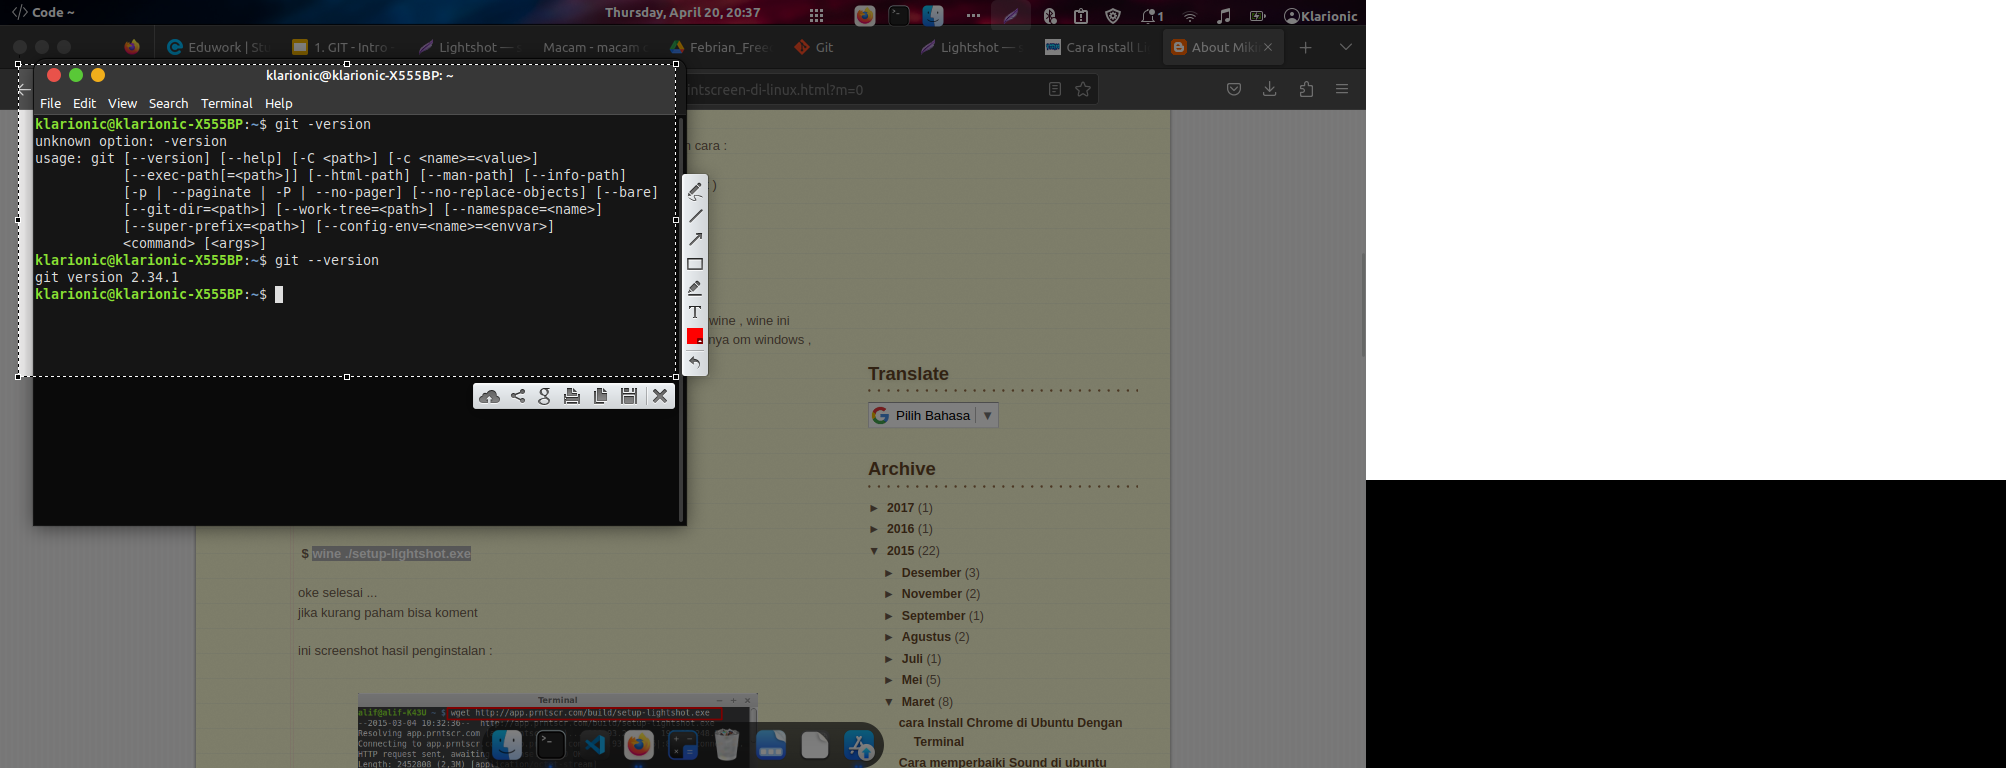 Code ~
Thursday, April 20, 20:37
1
Klarionic
Eduwork | Stu
1. GIT - Intro -
Lightshot — s
Macam - macam
Febrian_Free
Git
Lightshot — s
Cara Install Li
About Miki
intscreen-di-linux.html?m=0
klarionic@klarionic-X555BP: ~
File Edit View Search Terminal Help
klarionic@klarionic-X555BP:~$ git -version
unknown option: -version
usage: git [--version] [--help] [-C <path>] [-c <name>=<value>]
[--exec-path[=<path>]] [--html-path] [--man-path] [--info-path]
[-p | --paginate | -P | --no-pager] [--no-replace-objects] [--bare]
[--git-dir=<path>] [--work-tree=<path>] [--namespace=<name>]
[--super-prefix=<path>] [--config-env=<name>=<envvar>]
<command> [<args>]
klarionic@klarionic-X555BP:~$ git --version
git version 2.34.1
klarionic@klarionic-X555BP:~$
n cara :
)
wine , wine ini
nya om windows ,
T
g
$ wine ./setup-lightshot.exe
oke selesai ...
jika kurang paham bisa koment
ini screenshot hasil penginstalan :
Terminal
alif@alif-K43U ~ $ wget http://app.prntscr.com/build/setup-lightshot.exe
--2015-03-04 10:32:36-- http://app.prntscr.com/build/setup-lightshot.exe
Resolving app.prntscr.com
Connecting to app.prntscr
HTTP request sent, awaiting
Length: 2452808 (2,3M)
Translate
Pilih Bahasa ▼
Archive
► 2017 (1)
► 2016 (1)
▼ 2015 (22)
► Desember (3)
► November (2)
► September (1)
► Agustus (2)
► Juli (1)
► Mei (5)
▼ Maret (8)
cara Install Chrome di Ubuntu Dengan
Terminal
Cara memperbaiki Sound di ubuntu